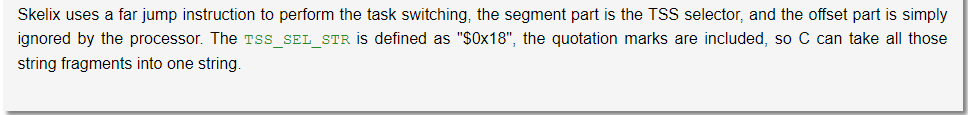 Skelix uses a far jump instruction to perform the task switching, the segment part is the TSS selector, and the offset part is simply
ignored by the processor. The TSS_SEL_STR is defined as "$0x18", the quotation marks are included, so C can take all those
string fragments into one string.